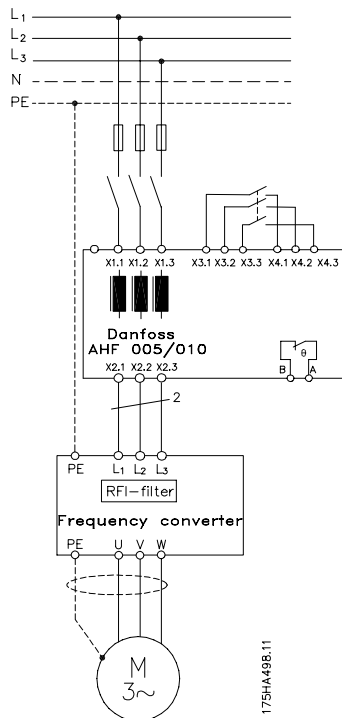 L1
L2
L3
N
PE
X1.1 X1.2 X1.3 X3.1 X3.2 X3.3 X4.1 X4.2 X4.3
Danfoss
AHF 005/010
θ
B A
X2.1 X2.2 X2.3
2
PE L1 L2 L3
RFI-filter
Frequency converter
PE U V W
M
3~
175HA498.11